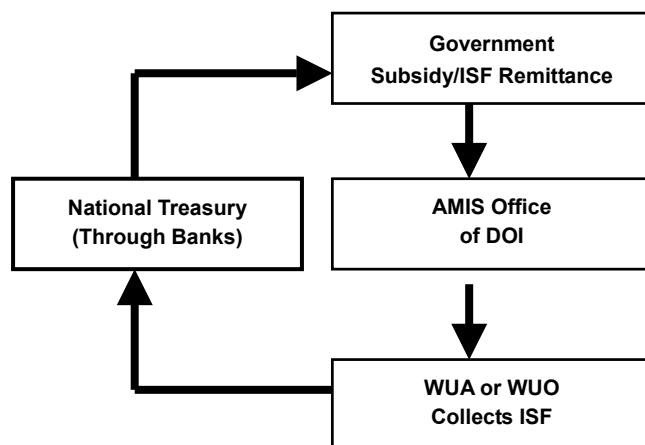 Government
Subsidy/ISF Remittance
National Treasury
(Through Banks)
AMIS Office
of DOI
WUA or WUO
Collects ISF